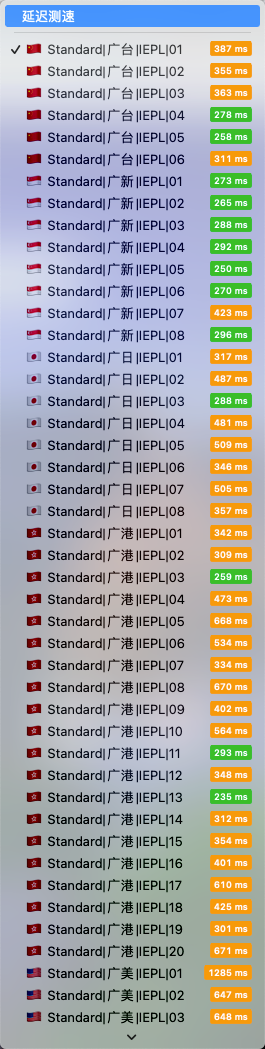 延迟测速
Standard|广台|IEPL|01 387 ms
Standard|广台|IEPL|02 355 ms
Standard|广台|IEPL|03 363 ms
Standard|广台|IEPL|04 278 ms
Standard|广台|IEPL|05 258 ms
Standard|广台|IEPL|06 311 ms
Standard|广新|IEPL|01 273 ms
Standard|广新|IEPL|02 265 ms
Standard|广新|IEPL|03 288 ms
Standard|广新|IEPL|04 292 ms
Standard|广新|IEPL|05 250 ms
Standard|广新|IEPL|06 270 ms
Standard|广新|IEPL|07 423 ms
Standard|广新|IEPL|08 296 ms
Standard|广日|IEPL|01 317 ms
Standard|广日|IEPL|02 487 ms
Standard|广日|IEPL|03 288 ms
Standard|广日|IEPL|04 481 ms
Standard|广日|IEPL|05 509 ms
Standard|广日|IEPL|06 346 ms
Standard|广日|IEPL|07 505 ms
Standard|广日|IEPL|08 357 ms
Standard|广港|IEPL|01 342 ms
Standard|广港|IEPL|02 309 ms
Standard|广港|IEPL|03 259 ms
Standard|广港|IEPL|04 473 ms
Standard|广港|IEPL|05 668 ms
Standard|广港|IEPL|06 534 ms
Standard|广港|IEPL|07 334 ms
Standard|广港|IEPL|08 670 ms
Standard|广港|IEPL|09 402 ms
Standard|广港|IEPL|10 564 ms
Standard|广港|IEPL|11 293 ms
Standard|广港|IEPL|12 348 ms
Standard|广港|IEPL|13 235 ms
Standard|广港|IEPL|14 312 ms
Standard|广港|IEPL|15 354 ms
Standard|广港|IEPL|16 401 ms
Standard|广港|IEPL|17 610 ms
Standard|广港|IEPL|18 425 ms
Standard|广港|IEPL|19 301 ms
Standard|广港|IEPL|20 671 ms
Standard|广美|IEPL|01 1285 ms
Standard|广美|IEPL|02 647 ms
Standard|广美|IEPL|03 648 ms